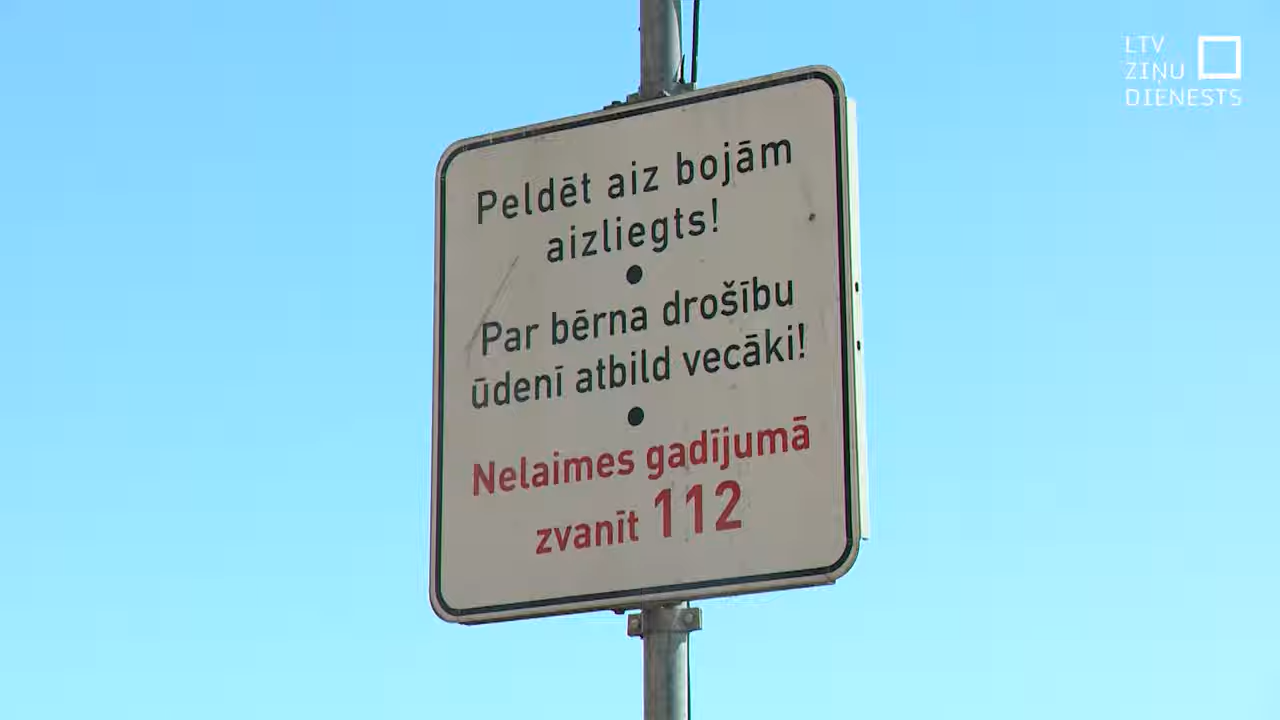 LTV
ZIŅU
DIENESTS
Peldēt aiz bojām
aizliegts!
Par bērna drošību
ūdenī atbild vecāki!
Nelaimes gadījumā
zvanīt 112